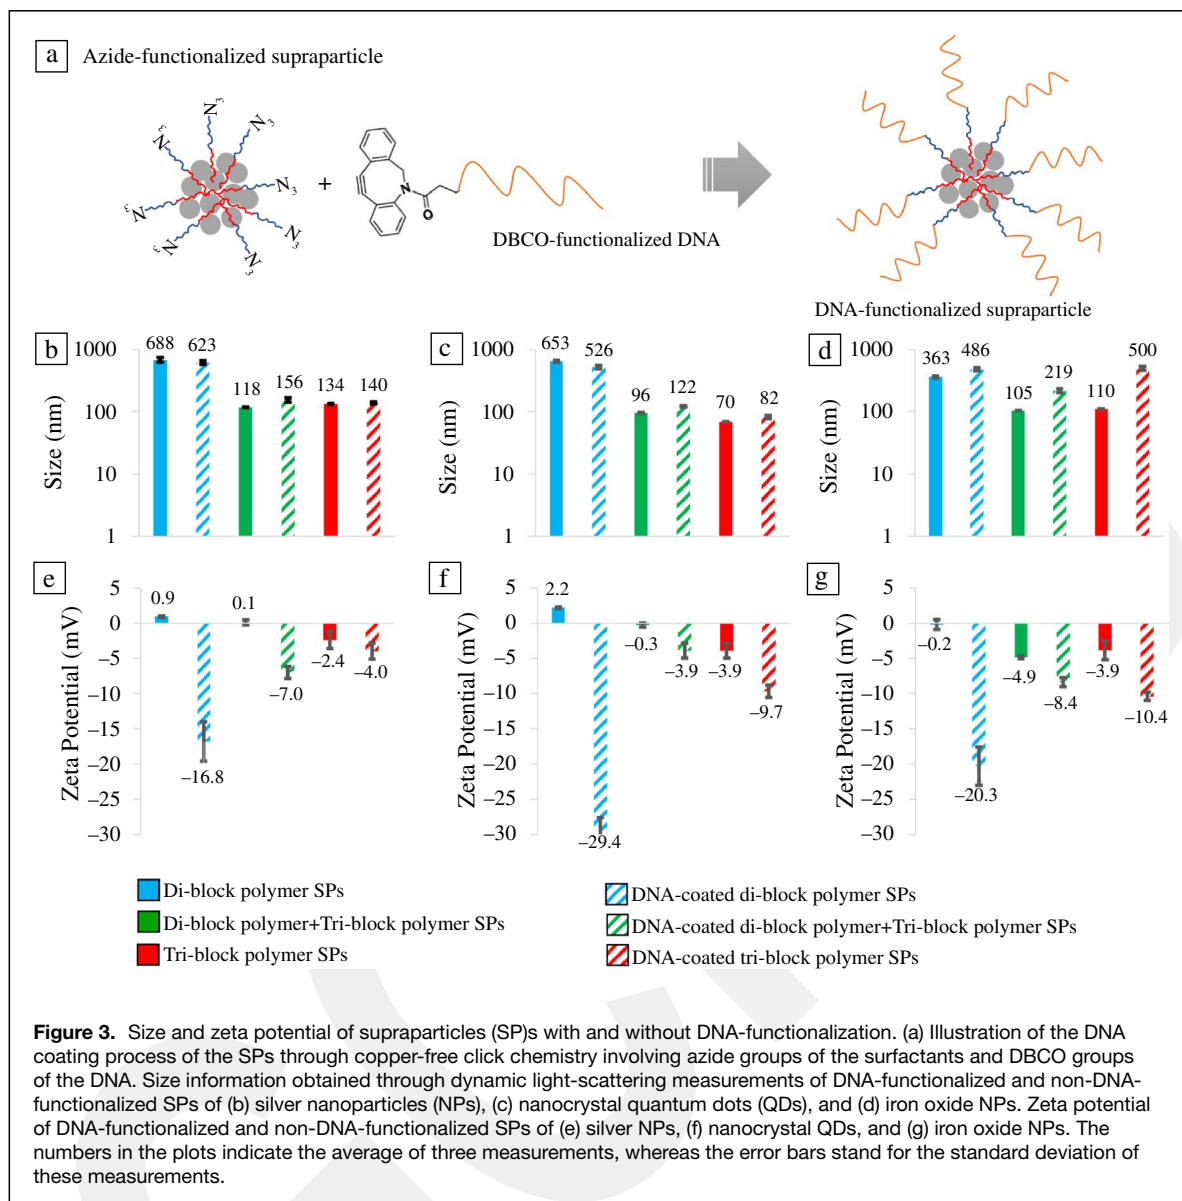 a Azide-functionalized supraparticle
N3
N3
N3
N3
N3
N3
N3
N3
N3
+
N
O
DBCO-functionalized DNA
DNA-functionalized supraparticle
b
Size (nm)
1000
100
10
1
688
623
118
156
134
140
c
Size (nm)
1000
100
10
1
653
526
96
122
70
82
d
Size (nm)
1000
100
10
1
363
486
105
219
110
500
e
Zeta Potential (mV)
5
0
–5
–10
–15
–20
–25
–30
0.9
–16.8
0.1
–7.0
–2.4
–4.0
f
Zeta Potential (mV)
5
0
–5
–10
–15
–20
–25
–30
2.2
–29.4
–0.3
–3.9
–3.9
–9.7
g
Zeta Potential (mV)
5
0
–5
–10
–15
–20
–25
–30
–0.2
–20.3
–4.9
–8.4
–3.9
–10.4
Di-block polymer SPs
Di-block polymer+Tri-block polymer SPs
Tri-block polymer SPs
DNA-coated di-block polymer SPs
DNA-coated di-block polymer+Tri-block polymer SPs
DNA-coated tri-block polymer SPs
Figure 3. Size and zeta potential of supraparticles (SP)s with and without DNA-functionalization. (a) Illustration of the DNA
coating process of the SPs through copper-free click chemistry involving azide groups of the surfactants and DBCO groups
of the DNA. Size information obtained through dynamic light-scattering measurements of DNA-functionalized and non-DNA-
functionalized SPs of (b) silver nanoparticles (NPs), (c) nanocrystal quantum dots (QDs), and (d) iron oxide NPs. Zeta potential
of DNA-functionalized and non-DNA-functionalized SPs of (e) silver NPs, (f) nanocrystal QDs, and (g) iron oxide NPs. The
numbers in the plots indicate the average of three measurements, whereas the error bars stand for the standard deviation of
these measurements.